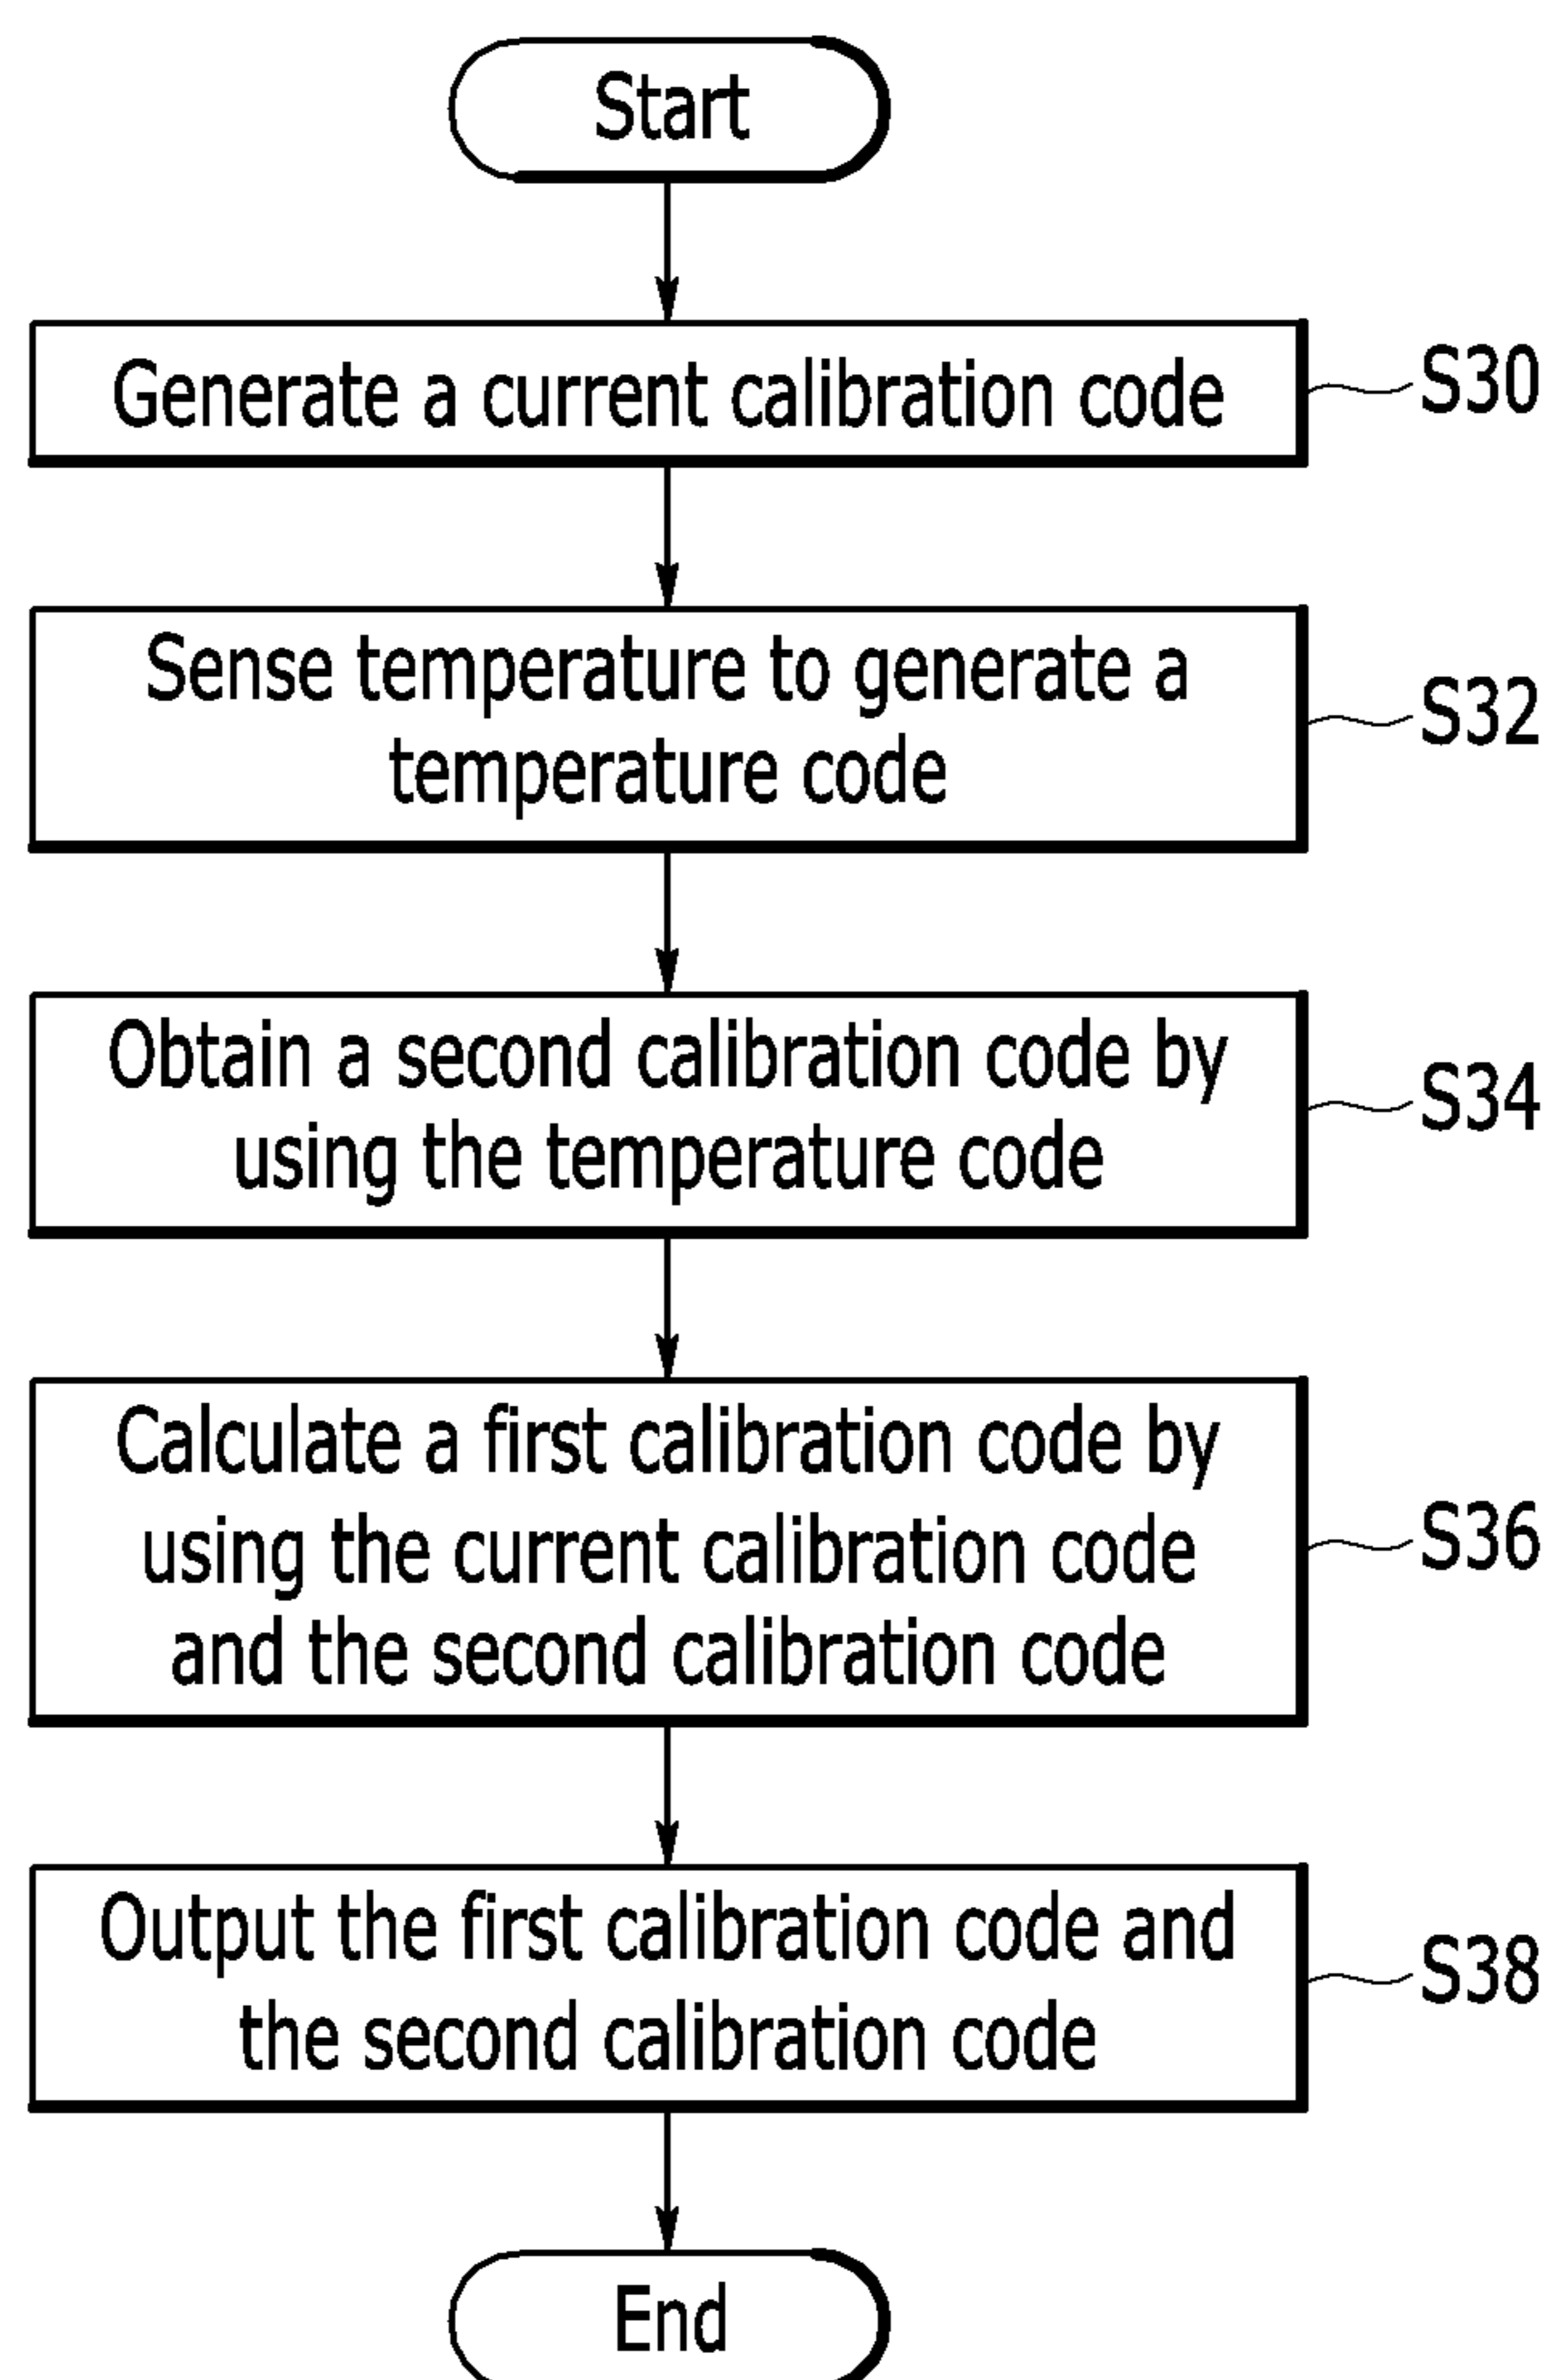 Start
Generate a current calibration code
S30
Sense temperature to generate a
temperature code
S32
Obtain a second calibration code by
using the temperature code
S34
Calculate a first calibration code by
using the current calibration code
and the second calibration code
S36
Output the first calibration code and
the second calibration code
S38
End